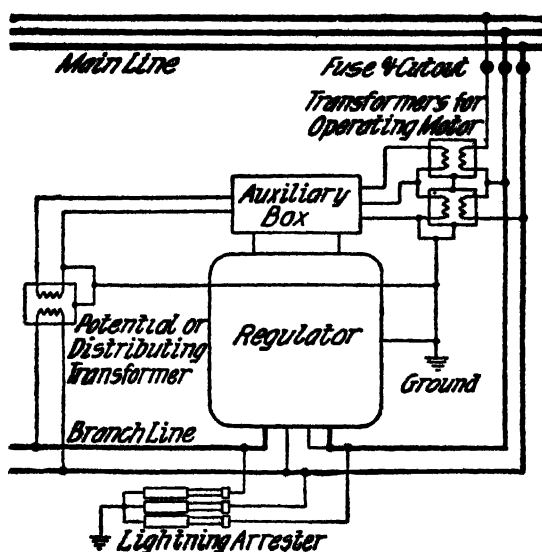 Main Line
Fuse & Cutout
Transformers for
Operating Motor
Auxiliary
Box
Regulator
Potential or
Distributing
Transformer
Ground
Branch Line
Lightning Arrester